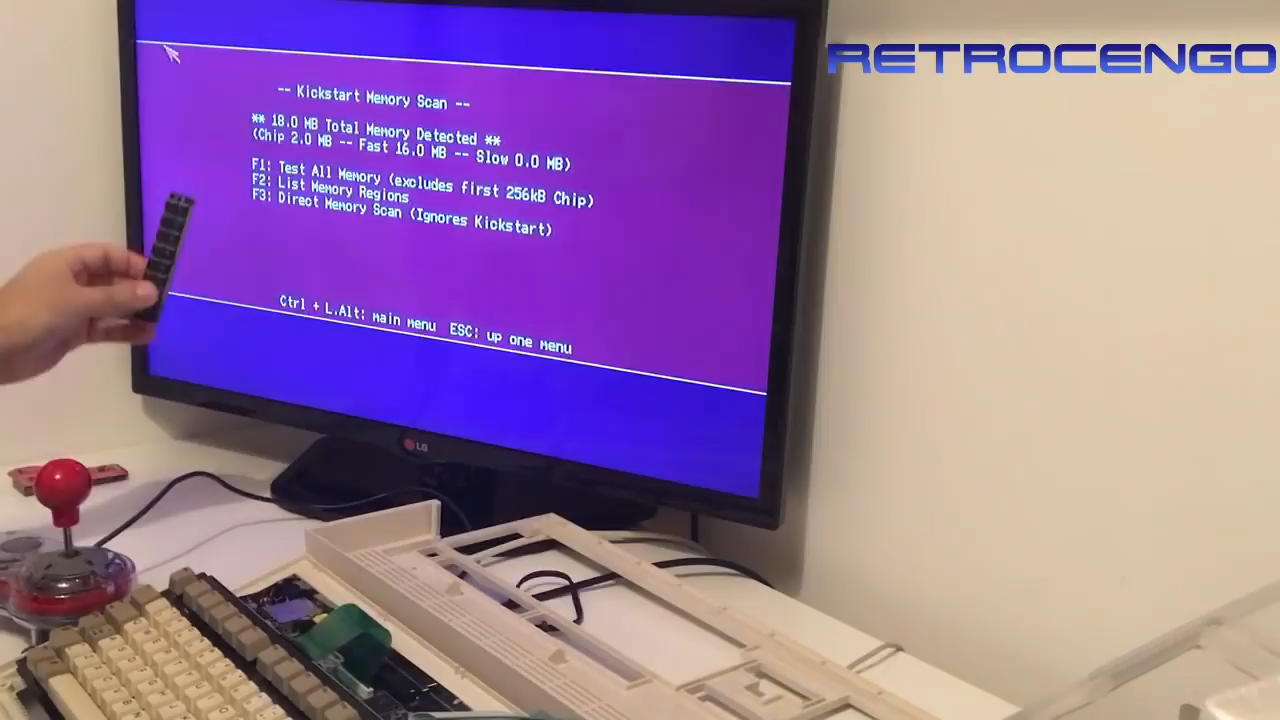 RETROCENGO
-- Kickstart Memory Scan --
** 18.0 MB Total Memory Detected **
(Chip 2.0 MB -- Fast 16.0 MB -- Slow 0.0 MB)
F1: Test All Memory (excludes first 256kB Chip)
F2: List Memory Regions
F3: Direct Memory Scan (Ignores Kickstart)
Ctrl + L.Alt: main menu ESC: up one menu
LG